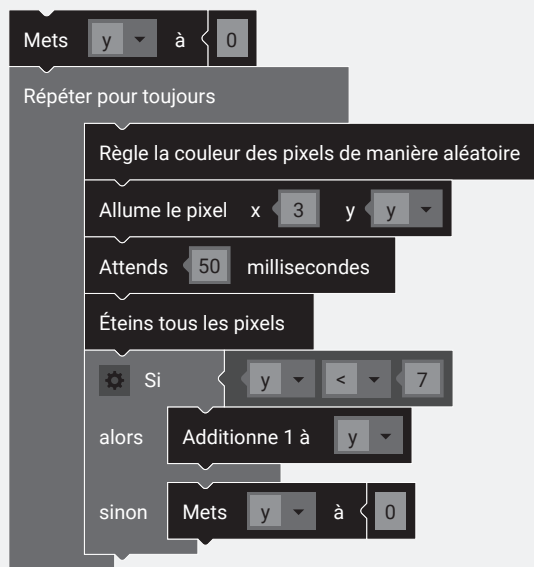 Mets y à 0
Répéter pour toujours
Règle la couleur des pixels de manière aléatoire
Allume le pixel x 3 y y
Attends 50 millisecondes
Éteins tous les pixels
Si y < 7
alors Additionne 1 à y
sinon Mets y à 0